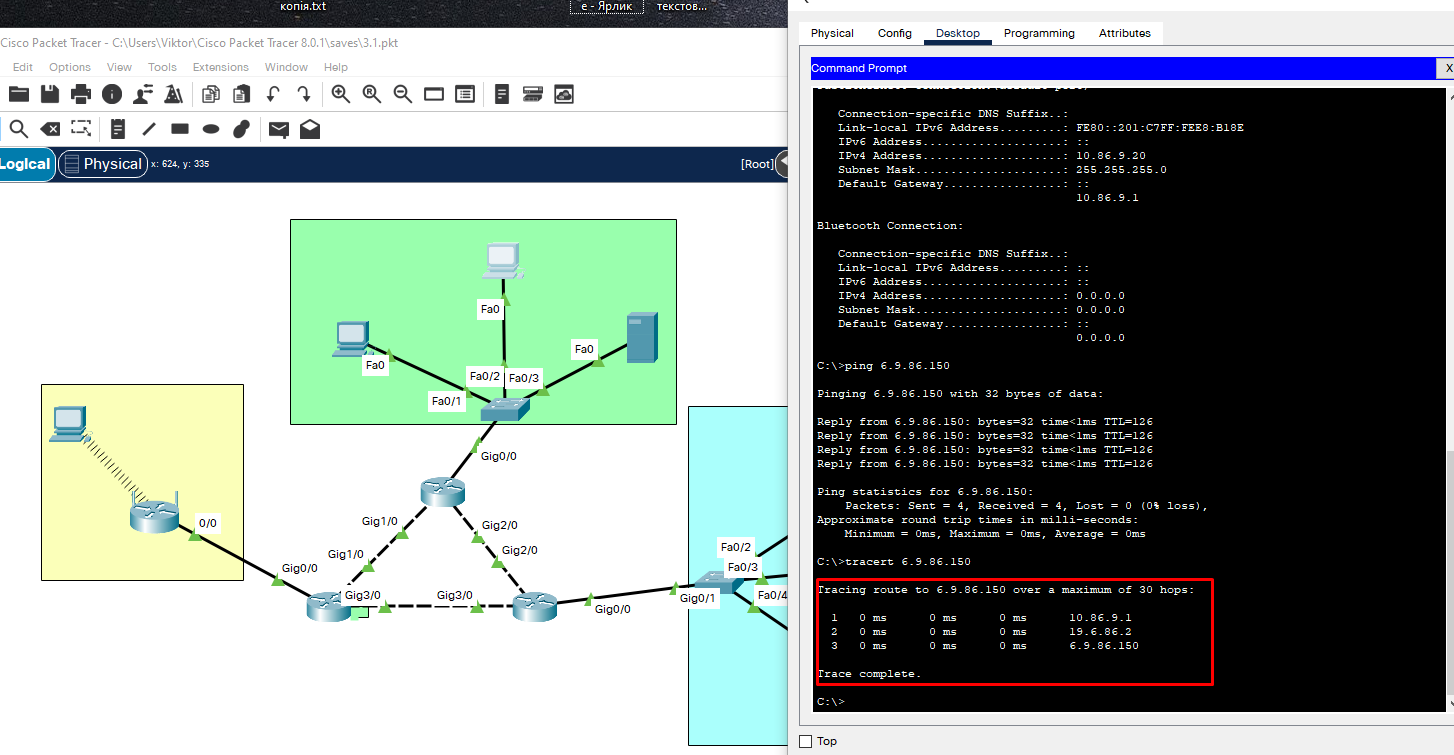 копія.txt
е - Ярлик
текстов...
Cisco Packet Tracer - C:\Users\Viktor\Cisco Packet Tracer 8.0.1\saves\3.1.pkt
Edit Options View Tools Extensions Window Help
Logical
Physical
x: 624, y: 335
[Root]
Fa0
Fa0
Fa0
Fa0/2
Fa0/3
Fa0/1
Gig0/0
0/0
Gig1/0
Gig2/0
Gig1/0
Gig2/0
Gig0/0
Gig3/0
Gig3/0
Gig0/0
Fa0/2
Fa0/3
Gig0/1
Fa0/4
Physical Config Desktop Programming Attributes
Command Prompt
X
Connection-specific DNS Suffix..:
Link-local IPv6 Address.........: FE80::201:C7FF:FEE8:B18E
IPv6 Address....................: ::
IPv4 Address....................: 10.86.9.20
Subnet Mask.....................: 255.255.255.0
Default Gateway.................: ::
10.86.9.1
Bluetooth Connection:
Connection-specific DNS Suffix..:
Link-local IPv6 Address.........: ::
IPv6 Address....................: ::
IPv4 Address....................: 0.0.0.0
Subnet Mask.....................: 0.0.0.0
Default Gateway.................: ::
0.0.0.0
C:\>ping 6.9.86.150
Pinging 6.9.86.150 with 32 bytes of data:
Reply from 6.9.86.150: bytes=32 time<1ms TTL=126
Reply from 6.9.86.150: bytes=32 time<1ms TTL=126
Reply from 6.9.86.150: bytes=32 time<1ms TTL=126
Reply from 6.9.86.150: bytes=32 time<1ms TTL=126
Ping statistics for 6.9.86.150:
Packets: Sent = 4, Received = 4, Lost = 0 (0% loss),
Approximate round trip times in milli-seconds:
Minimum = 0ms, Maximum = 0ms, Average = 0ms
C:\>tracert 6.9.86.150
Tracing route to 6.9.86.150 over a maximum of 30 hops:
1 0 ms 0 ms 0 ms 10.86.9.1
2 0 ms 0 ms 0 ms 19.6.86.2
3 0 ms 0 ms 0 ms 6.9.86.150
Trace complete.
C:\>
Top